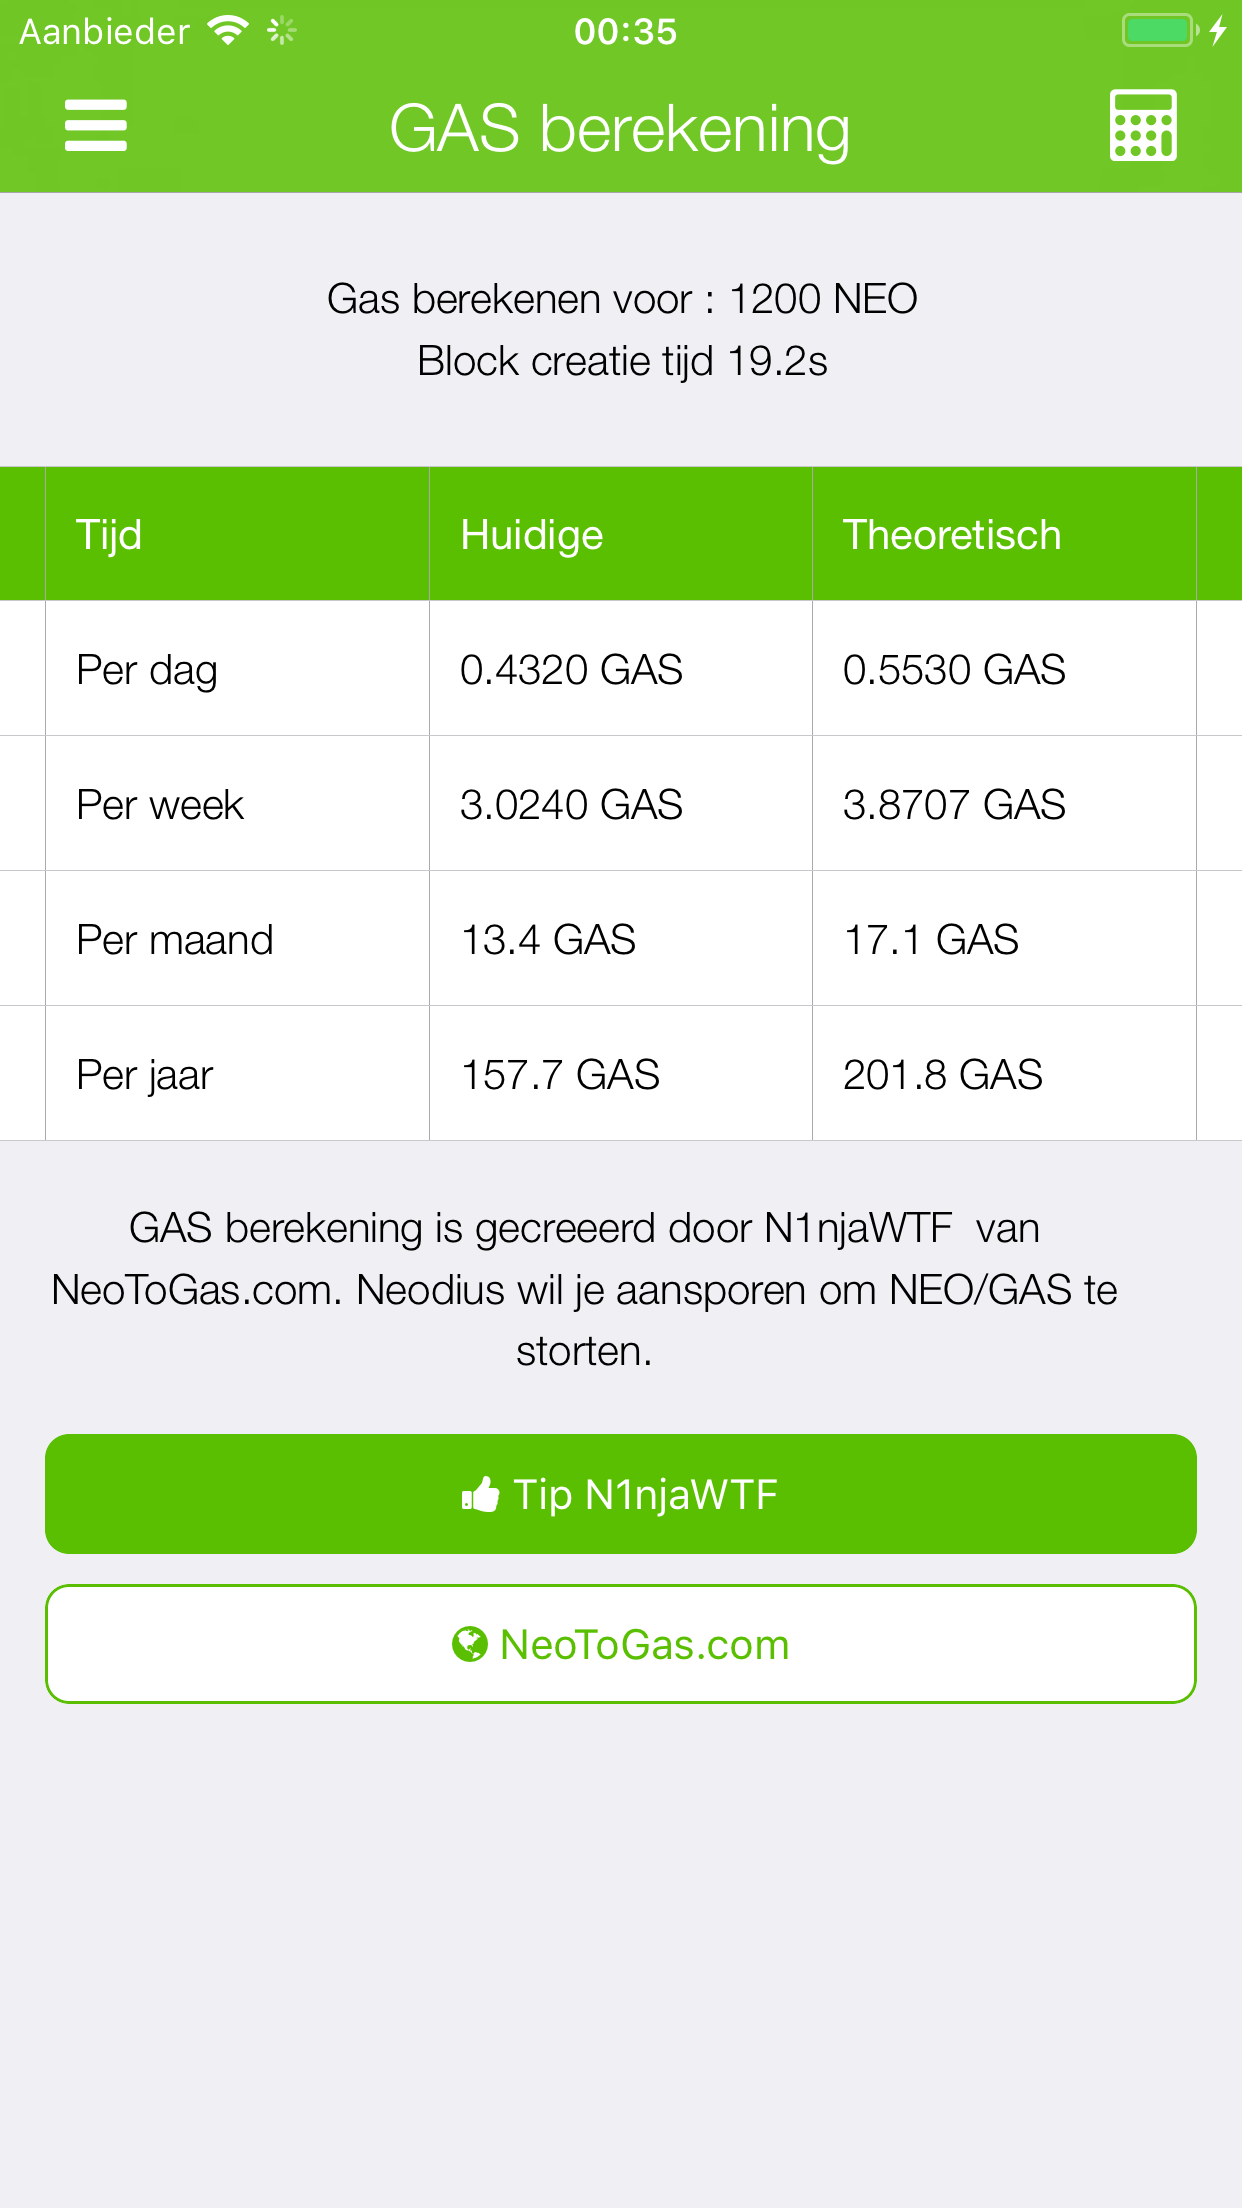 Aanbieder 00:35
GAS berekening
Gas berekenen voor : 1200 NEO
Block creatie tijd 19.2s
Tijd Huidige Theoretisch
Per dag 0.4320 GAS 0.5530 GAS
Per week 3.0240 GAS 3.8707 GAS
Per maand 13.4 GAS 17.1 GAS
Per jaar 157.7 GAS 201.8 GAS
GAS berekening is gecreeerd door N1njaWTF  van
NeoToGas.com. Neodius wil je aansporen om NEO/GAS te
storten.
Tip N1njaWTF
NeoToGas.com